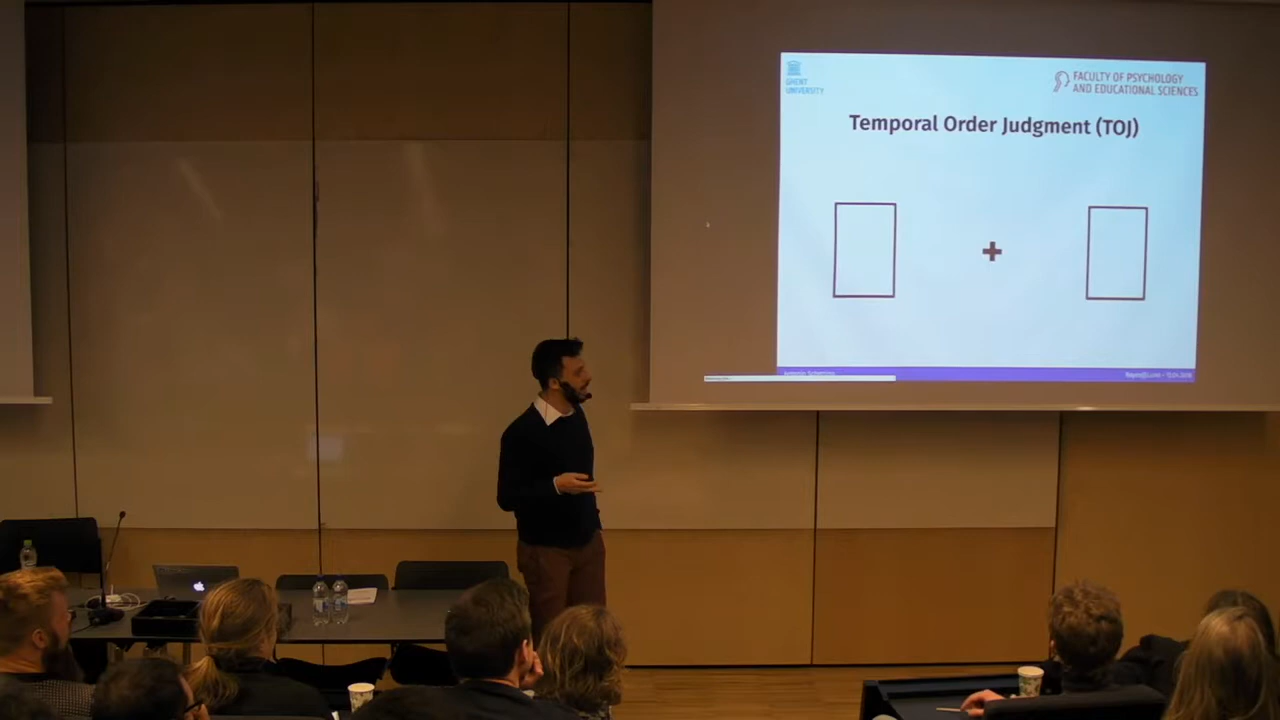 GHENT
UNIVERSITY
FACULTY OF PSYCHOLOGY
AND EDUCATIONAL SCIENCES
Temporal Order Judgment (TOJ)
+